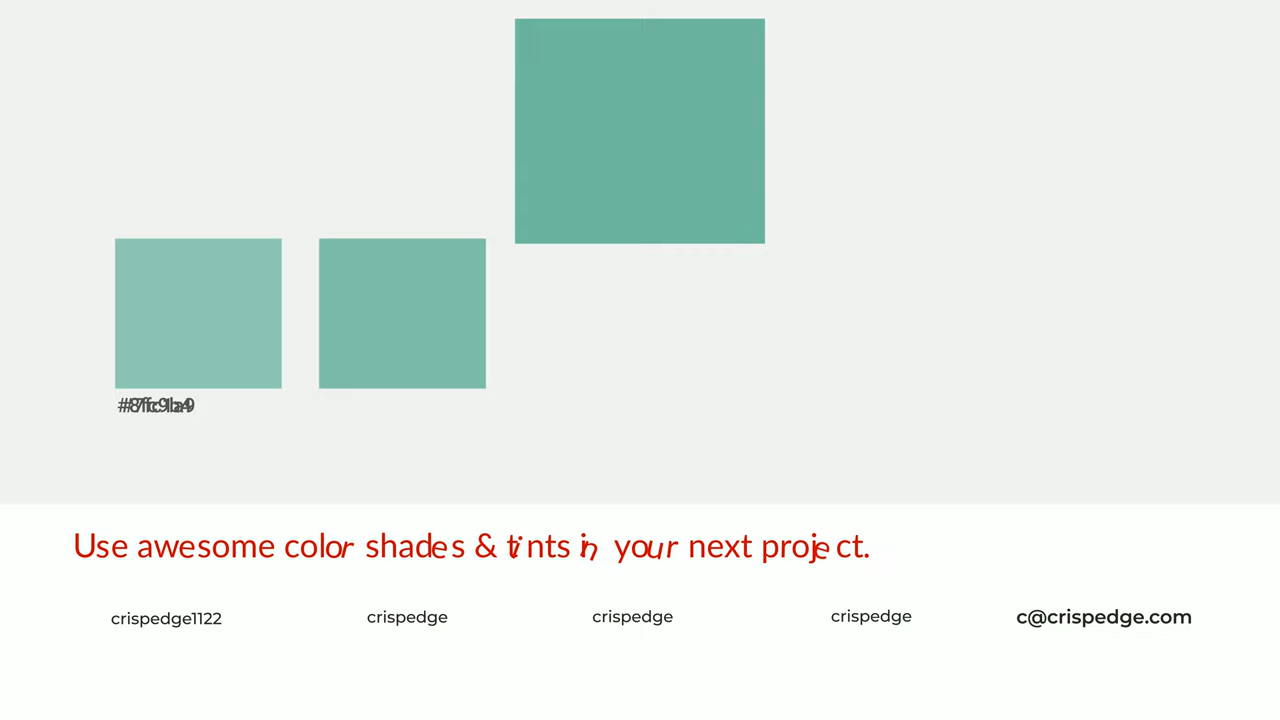 Use awesome color shades & tints in your next project.
crispedge1122 crispedge crispedge crispedge c@crispedge.com